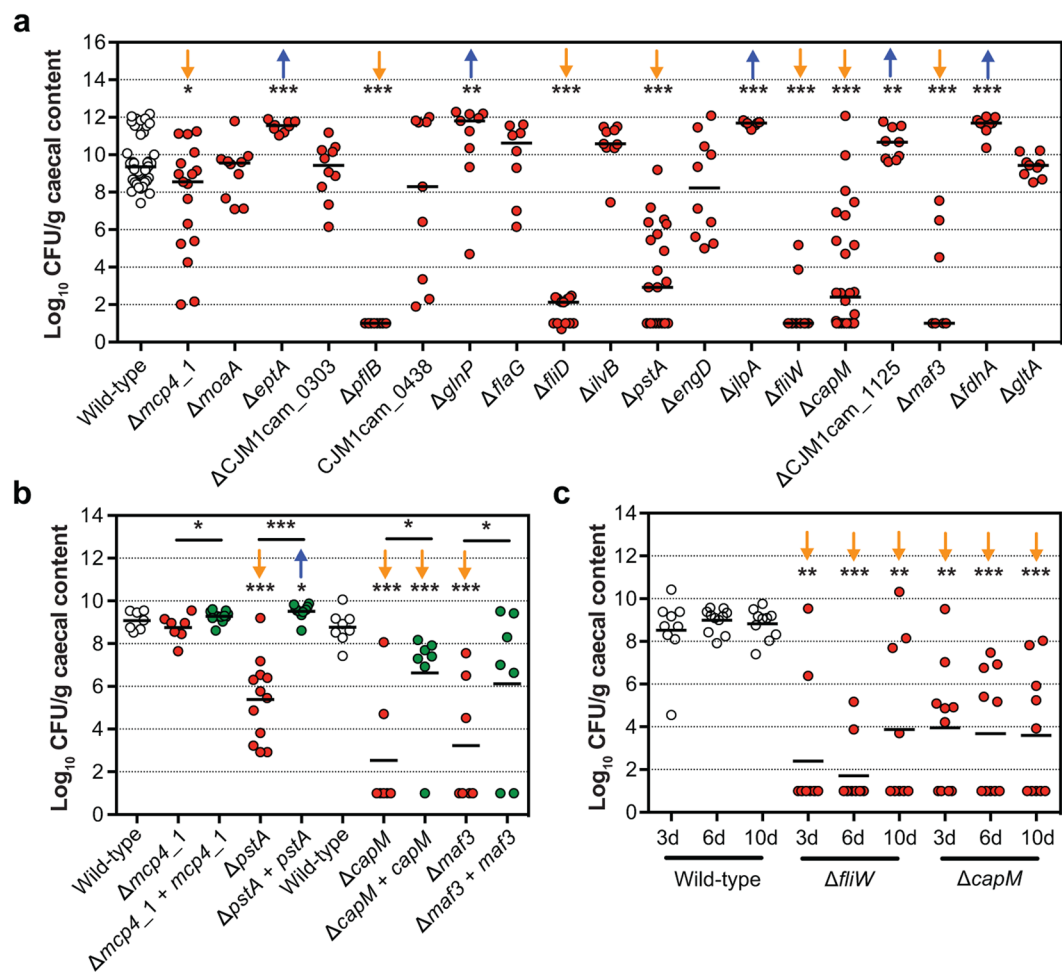 a
Log₁₀ CFU/g caecal content
16
14
12
10
8
6
4
2
0
* *** *** ** *** *** *** *** *** ** *** ***
Wild-type
Δmcp4_1
ΔmoaA
ΔeptA
ΔCJM1cam_0303
ΔpflB
CJM1cam_0438
ΔglnP
ΔflaG
ΔfliD
ΔilvB
ΔpstA
ΔengD
ΔjlpA
ΔfliW
ΔcapM
ΔCJM1cam_1125
Δmaf3
ΔfdhA
ΔgltA
b
Log₁₀ CFU/g caecal content
14
12
10
8
6
4
2
0
* *** * *
*** * *** *** ***
Wild-type
Δmcp4_1
Δmcp4_1 + mcp4_1
ΔpstA
ΔpstA + pstA
Wild-type
ΔcapM
ΔcapM + capM
Δmaf3
Δmaf3 + maf3
c
Log₁₀ CFU/g caecal content
14
12
10
8
6
4
2
0
** *** ** ** *** ***
3d 6d 10d 3d 6d 10d 3d 6d 10d
Wild-type ΔfliW ΔcapM